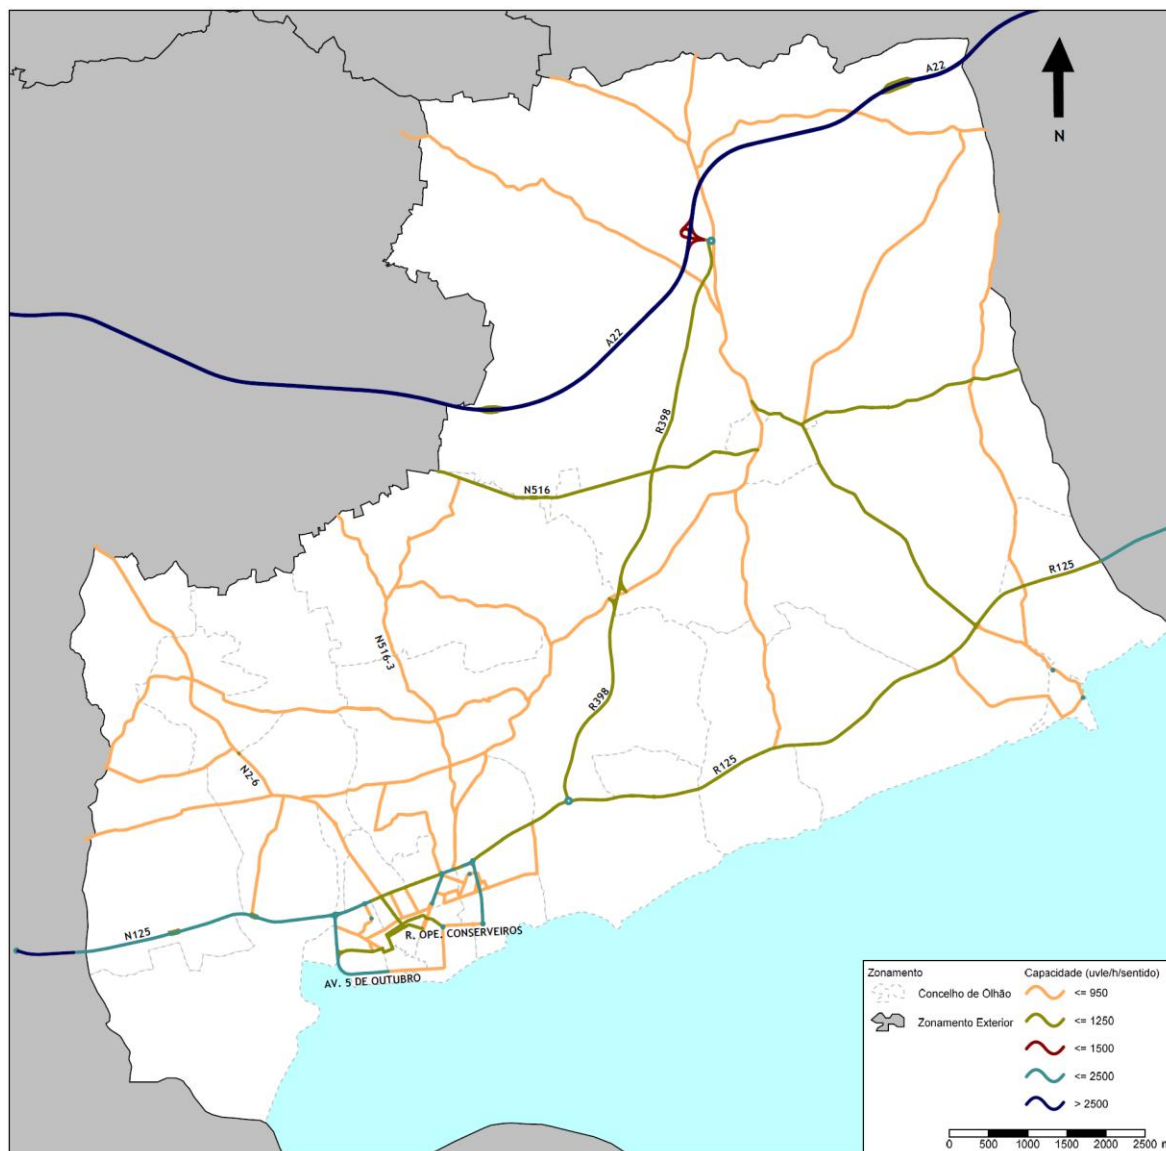 A22
N
A22
R398
N516
R125
N516-3
R398
R125
N2-6
N125
R. OPE. CONSERVEIROS
AV. 5 DE OUTUBRO
Zonamento
Concelho de Olhão
Zonamento Exterior
Capacidade (uvle/h/sentido)
<= 950
<= 1250
<= 1500
<= 2500
> 2500
0 500 1000 1500 2000 2500 m